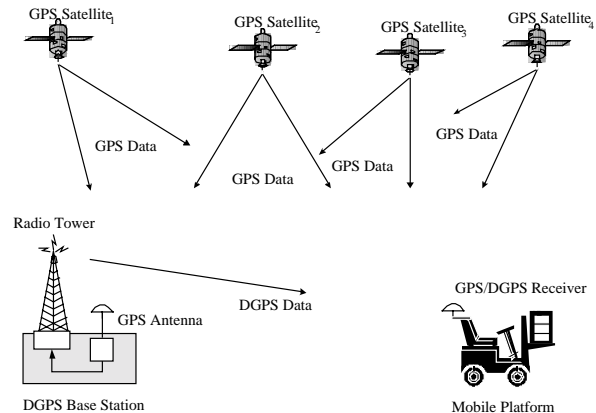 GPS Satellite1
GPS Satellite2
GPS Satellite3
GPS Satellite4
GPS Data
GPS Data
GPS Data
GPS Data
Radio Tower
DGPS Data
GPS Antenna
GPS/DGPS Receiver
DGPS Base Station
Mobile Platform